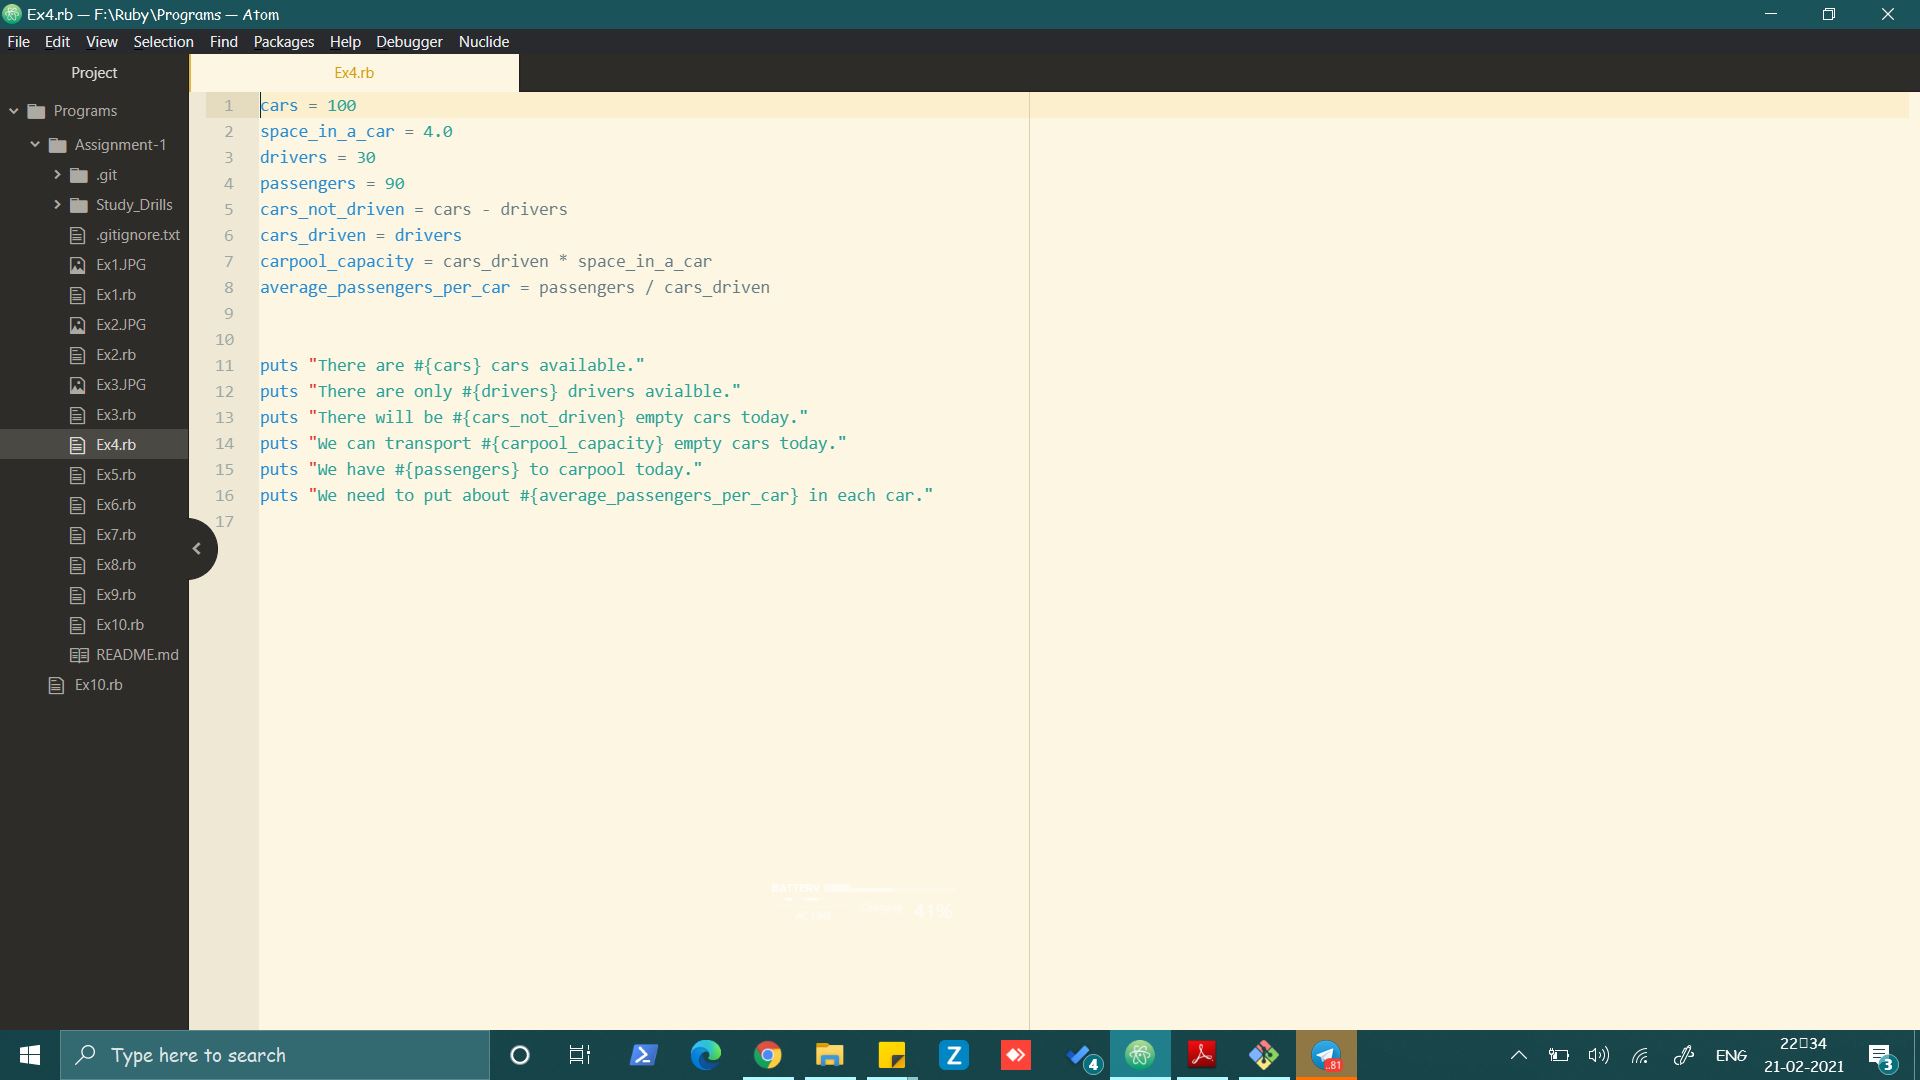 Ex4.rb — F:\Ruby\Programs — Atom
File Edit View Selection Find Packages Help Debugger Nuclide
Project
Ex4.rb
Programs
Assignment-1
.git
Study_Drills
.gitignore.txt
Ex1.JPG
Ex1.rb
Ex2.JPG
Ex2.rb
Ex3.JPG
Ex3.rb
Ex4.rb
Ex5.rb
Ex6.rb
Ex7.rb
Ex8.rb
Ex9.rb
Ex10.rb
README.md
Ex10.rb
1 cars = 100
2 space_in_a_car = 4.0
3 drivers = 30
4 passengers = 90
5 cars_not_driven = cars - drivers
6 cars_driven = drivers
7 carpool_capacity = cars_driven * space_in_a_car
8 average_passengers_per_car = passengers / cars_driven
9
10
11 puts "There are #{cars} cars available."
12 puts "There are only #{drivers} drivers avialble."
13 puts "There will be #{cars_not_driven} empty cars today."
14 puts "We can transport #{carpool_capacity} empty cars today."
15 puts "We have #{passengers} to carpool today."
16 puts "We need to put about #{average_passengers_per_car} in each car."
17
BATTERY
41%
Type here to search
Z
4
..81
ENG
22:34
21-02-2021
3